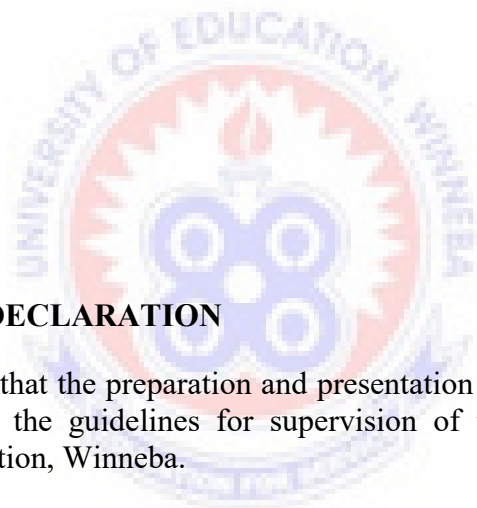 UNIVERSITY OF EDUCATION, WINNEBA
DECLARATION
that the preparation and presentation
the guidelines for supervision of
tion, Winneba.